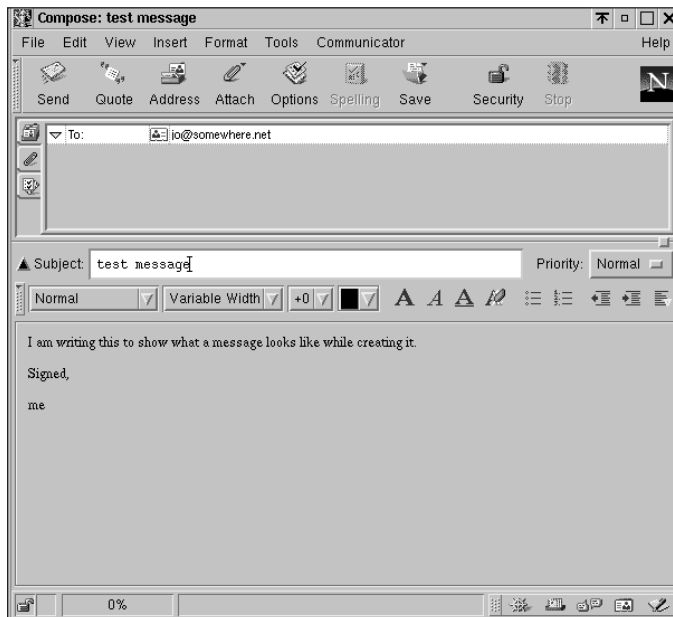 Compose: test message
File Edit View Insert Format Tools Communicator Help
Send Quote Address Attach Options Spelling Save Security Stop N
To: jo@somewhere.net
Subject: test message Priority: Normal
Normal Variable Width +0 A A A
I am writing this to show what a message looks like while creating it.
Signed,
me
0%